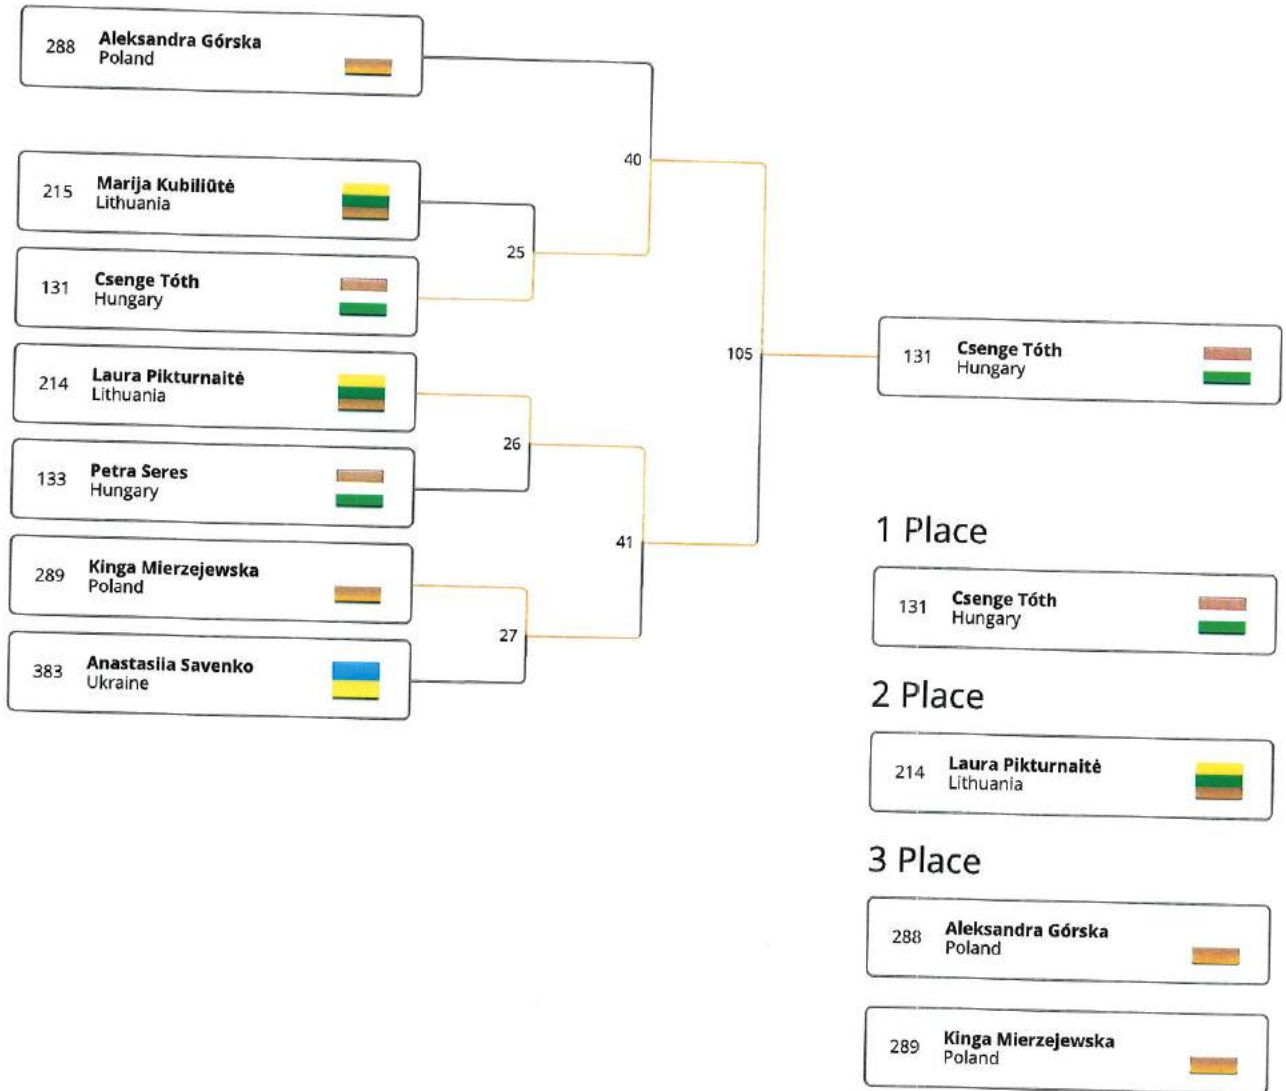 288 Aleksandra Górska
Poland
40
215 Marija Kubiliūtė
Lithuania
25
131 Csenge Tóth
Hungary
214 Laura Pikturnaitė
Lithuania
26
133 Petra Seres
Hungary
41
289 Kinga Mierzejewska
Poland
27
383 Anastasiia Savenko
Ukraine
105
131 Csenge Tóth
Hungary
1 Place
131 Csenge Tóth
Hungary
2 Place
214 Laura Pikturnaitė
Lithuania
3 Place
288 Aleksandra Górska
Poland
289 Kinga Mierzejewska
Poland